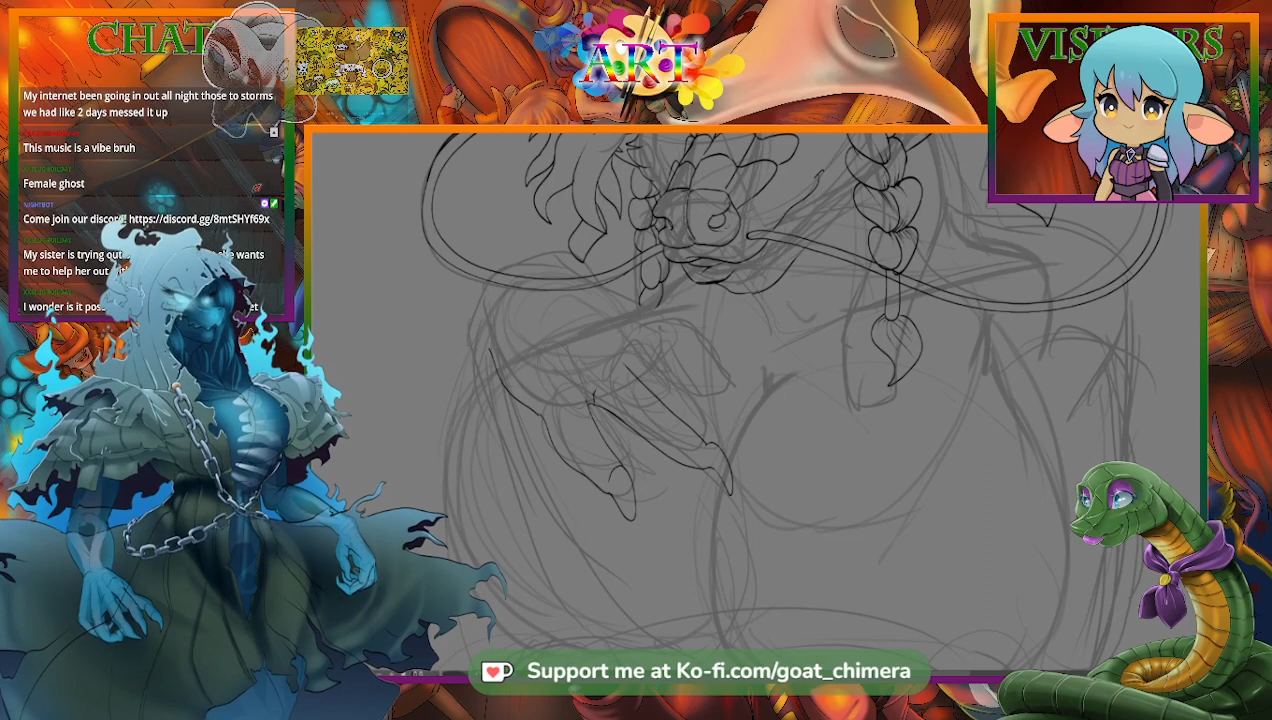 CHAT
ART
My internet been going in out all night those to storms
we had like 2 days messed it up
This music is a vibe bruh
Female ghost
NIGHTBOT
Come join our discord! https://discord.gg/8mtSHYf69x
My sister is trying out wants
me to help her out
I wonder is it
Support me at Ko-fi.com/goat_chimera